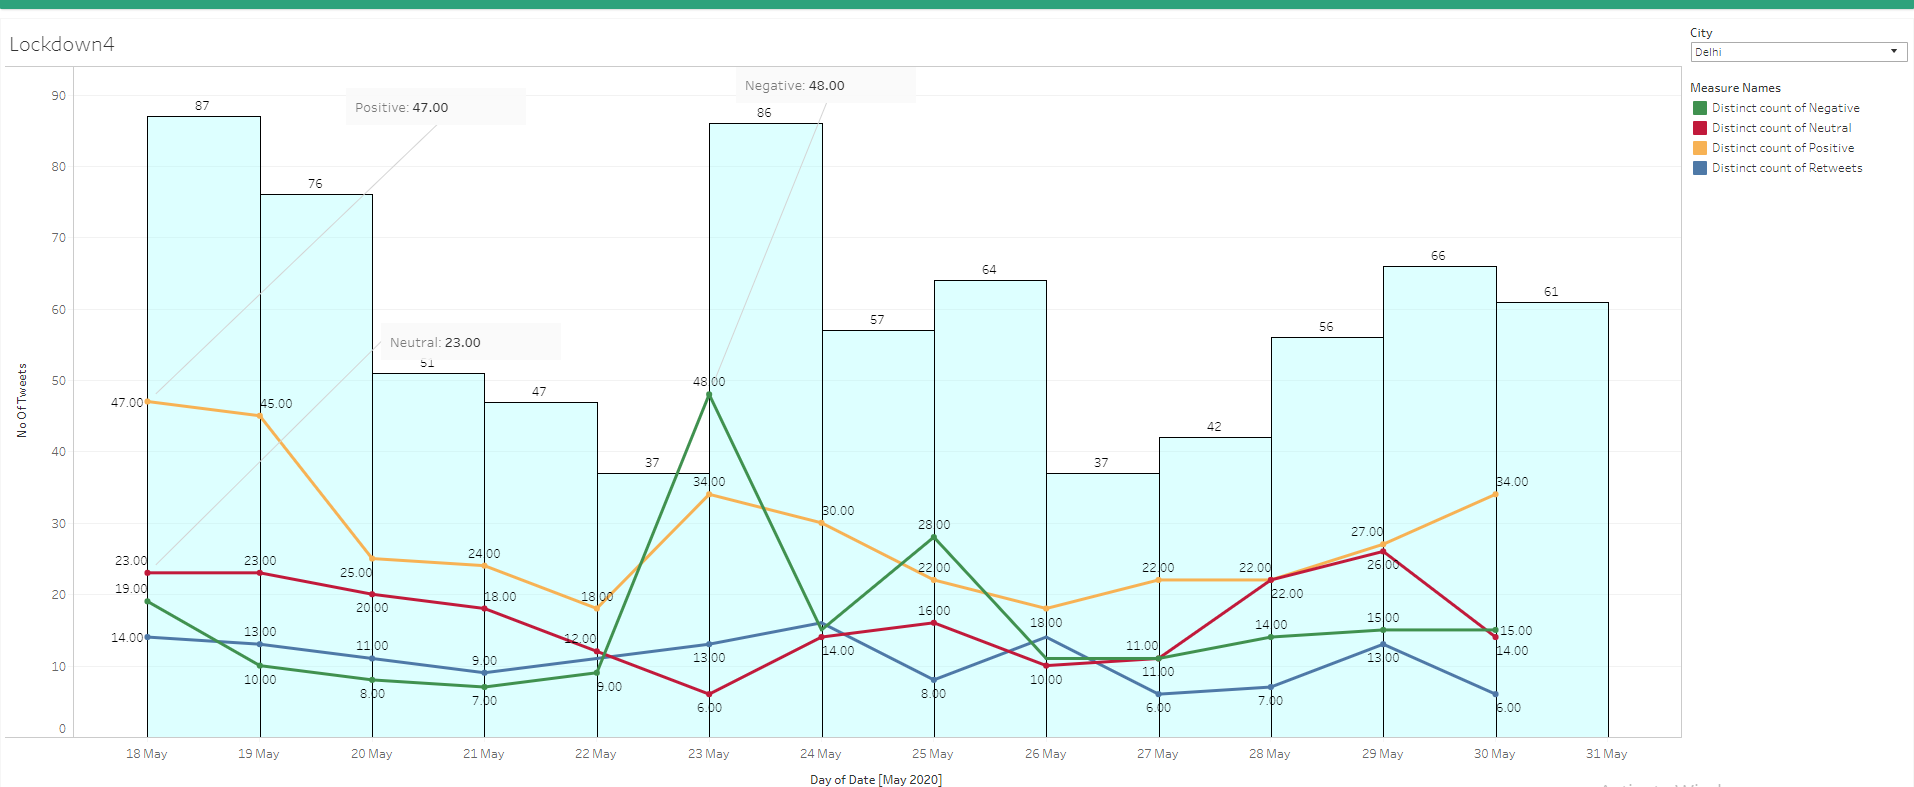 Lockdown4
City
Delhi
Measure Names
Distinct count of Negative
Distinct count of Neutral
Distinct count of Positive
Distinct count of Retweets
Positive: 47.00
Negative: 48.00
Neutral: 23.00
No Of Tweets
90
80
70
60
50
40
30
20
10
0
87
76
51
47
37
86
57
64
37
42
56
66
61
47.00
45.00
25.00
24.00
18.00
34.00
30.00
22.00
18.00
22.00
22.00
27.00
34.00
23.00
23.00
20.00
18.00
12.00
6.00
14.00
16.00
10.00
11.00
22.00
26.00
14.00
19.00
10.00
8.00
7.00
9.00
48.00
28.00
11.00
14.00
15.00
15.00
14.00
13.00
11.00
9.00
13.00
8.00
6.00
7.00
13.00
6.00
18 May
19 May
20 May
21 May
22 May
23 May
24 May
25 May
26 May
27 May
28 May
29 May
30 May
31 May
Day of Date [May 2020]